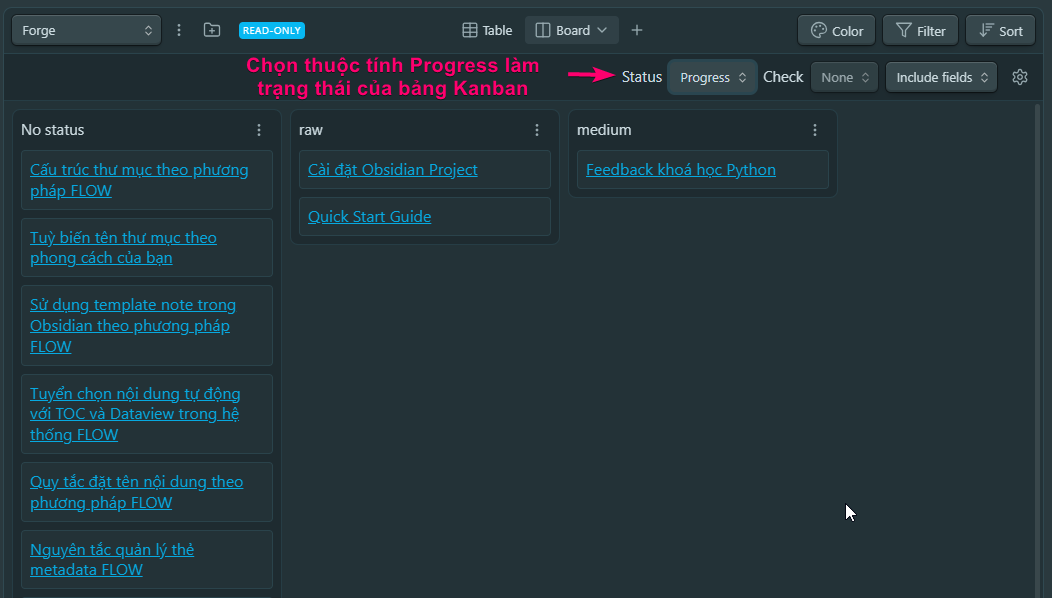 Forge
READ-ONLY
Table
Board
Color
Filter
Sort
Chọn thuộc tính Progress làm
trạng thái của bảng Kanban
Status
Progress
Check
None
Include fields
No status
Cấu trúc thư mục theo phương
pháp FLOW
Tuỳ biến tên thư mục theo
phong cách của bạn
Sử dụng template note trong
Obsidian theo phương pháp
FLOW
Tuyển chọn nội dung tự động
với TOC và Dataview trong hệ
thống FLOW
Quy tắc đặt tên nội dung theo
phương pháp FLOW
Nguyên tắc quản lý thẻ
metadata FLOW
raw
Cài đặt Obsidian Project
Quick Start Guide
medium
Feedback khoá học Python